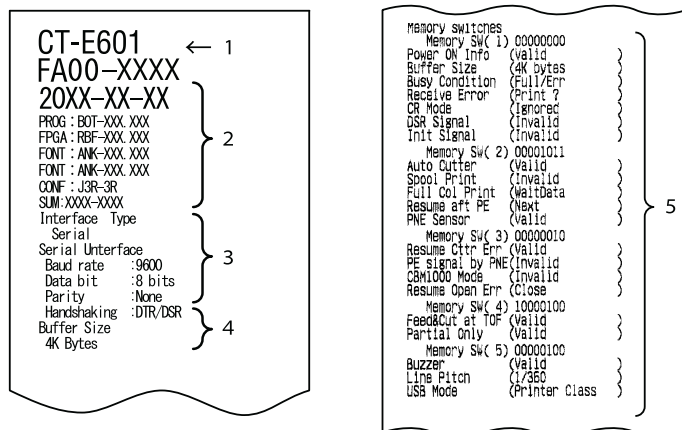 CT-E601
1
FA00-XXXX
20XX-XX-XX
PROG : BOT-XXX.XXX
FPGA : RBF-XXX.XXX
FONT : ANK-XXX.XXX
FONT : ANK-XXX.XXX
CONF : J3R-3R
SUM:XXXX-XXXX
2
Interface Type
Serial
Serial Unterface
Baud rate :9600
Data bit :8 bits
Parity :None
3
Handshaking :DTR/DSR
Buffer Size
4K Bytes
4
Memory switches
Memory SW( 1) 00000000
Power ON Info (Valid )
Buffer Size (4K bytes )
Busy Condition (Full/Err )
Receive Error (Print ? )
CR Mode (Ignored )
DSR Signal (Invalid )
Init Signal (Invalid )
Memory SW( 2) 00001011
Auto Cutter (Valid )
Spool Print (Invalid )
Full Col Print (WaitData )
Resume aft PE (Next )
PNE Sensor (Valid )
Memory SW( 3) 00000010
Resume Cttr Err (Valid )
PE signal by PNE(Invalid )
CBM1000 Mode (Invalid )
Resume Open Err (Close )
Memory SW( 4) 10000100
Feed&Cut at TOF (Valid )
Partial Only (Valid )
Memory SW( 5) 00000100
Buzzer (Valid )
Line Pitch (1/360 )
USB Mode (Printer Class )
5